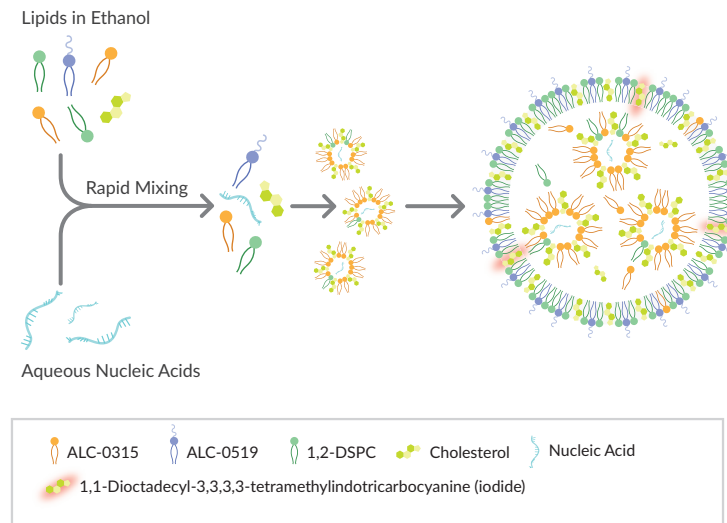 Lipids in Ethanol
Rapid Mixing
Aqueous Nucleic Acids
ALC-0315
ALC-0519
1,2-DSPC
Cholesterol
Nucleic Acid
1,1-Dioctadecyl-3,3,3,3-tetramethylindotricarbocyanine (iodide)